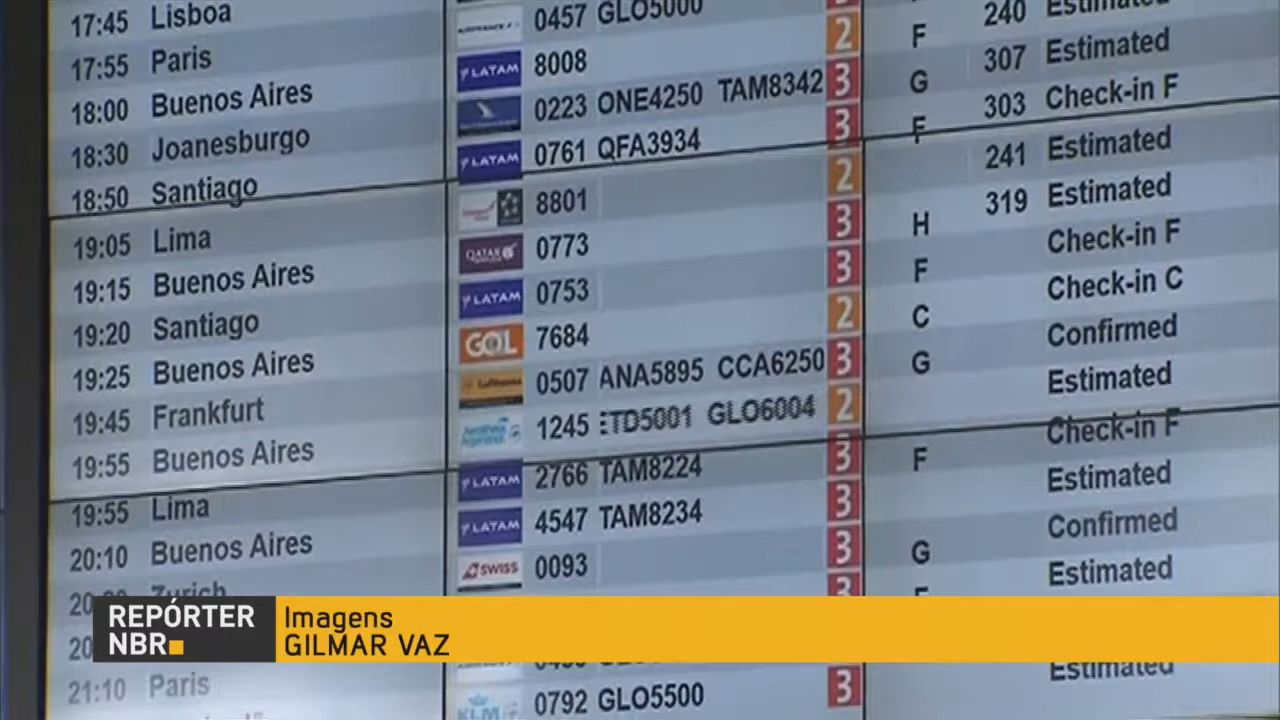 17:45 Lisboa
17:55 Paris 0457 GLO5000 3
18:00 Buenos Aires LATAM 8008 2 F 240 Estimated
18:30 Joanesburgo 0223 ONE4250 TAM8342 3 G 307 Estimated
18:50 Santiago LATAM 0761 QFA3934 3 F 303 Check-in F
19:05 Lima 8801 2 241 Estimated
19:15 Buenos Aires QATAR 0773 3 H 319 Estimated
19:20 Santiago LATAM 0753 3 F Check-in F
19:25 Buenos Aires GOL 7684 2 C Check-in C
19:45 Frankfurt Lufthansa 0507 ANA5895 CCA6250 3 G Confirmed
19:55 Buenos Aires Aerolíneas Argentinas 1245 ETD5001 GLO6004 2 Estimated
19:55 Lima LATAM 2766 TAM8224 3 F Check-in F
20:10 Buenos Aires LATAM 4547 TAM8234 3 Estimated
Zurich SWISS 0093 3 G Confirmed
Estimated
21:10 Paris
KLM 0792 GLO5500 3 Estimated
REPÓRTER NBR
Imagens
GILMAR VAZ